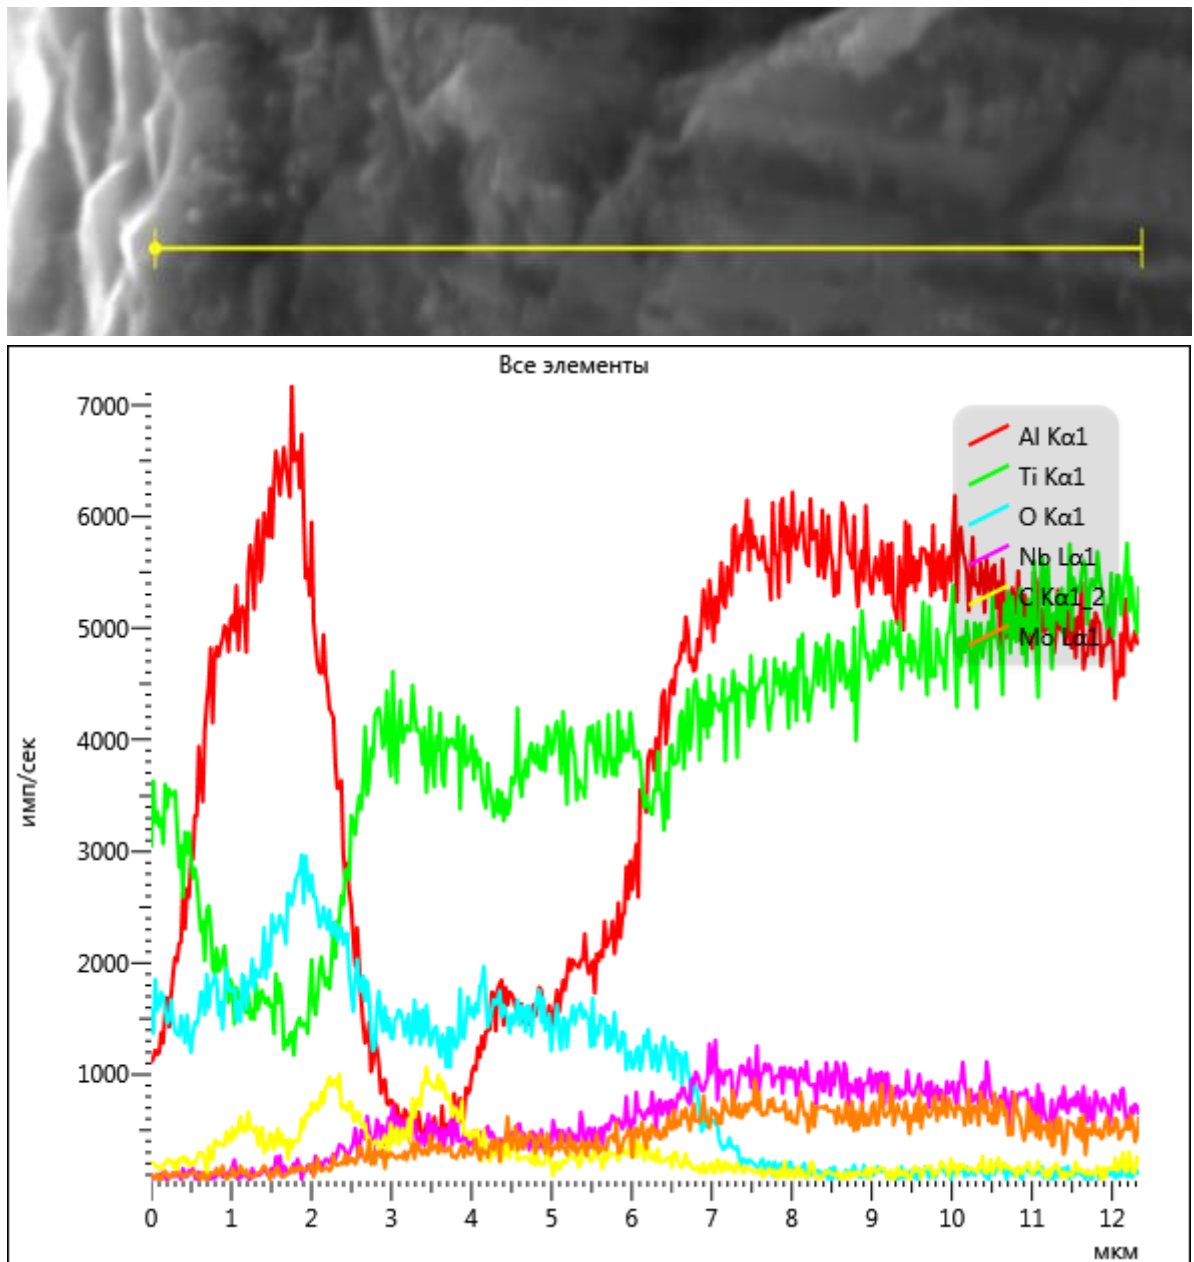 Все элементы
7000
6000
5000
4000
3000
2000
1000
имп/сек
Al Kα1
Ti Kα1
O Kα1
Nb Lα1
C Kα1_2
Mo Lα1
0 1 2 3 4 5 6 7 8 9 10 11 12
мкм